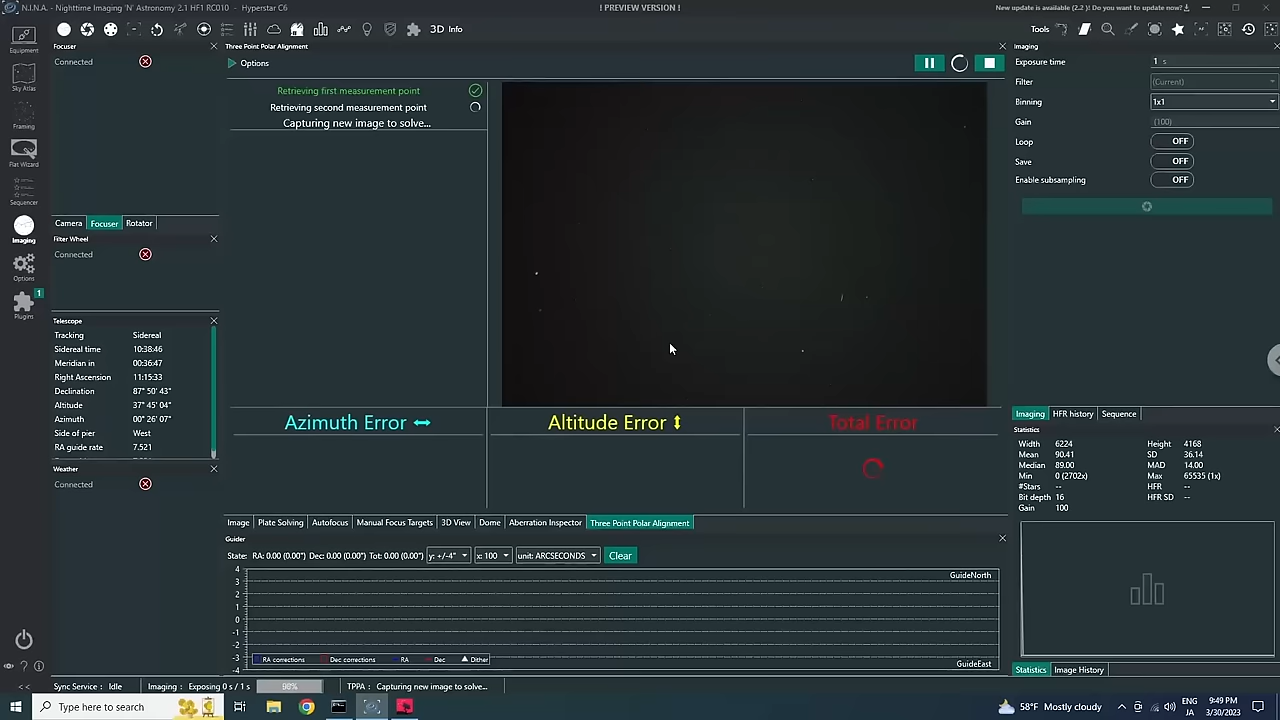 N.I.N.A. - Nighttime Imaging 'N' Astronomy 2.1 HF1 RC010 - Hyperstar C6
! PREVIEW VERSION !
New update is available (2.2 )! Do you want to update now?
3D Info
Tools
Equipment
Sky Atlas
Framing
Flat Wizard
Sequencer
Imaging
Options
Plugins
1
Focuser
Connected
Camera
Focuser
Rotator
Filter Wheel
Connected
Telescope
Tracking Sidereal
Sidereal time 10:38:46
Meridian in 00:36:47
Right Ascension 11:15:33
Declination 87° 50' 43"
Altitude 37° 45' 04"
Azimuth 00° 26' 07"
Side of pier West
RA guide rate 7.521
Weather
Connected
Three Point Polar Alignment
Options
Retrieving first measurement point
Retrieving second measurement point
Capturing new image to solve...
Azimuth Error
Altitude Error
Total Error
Image
Plate Solving
Autofocus
Manual Focus Targets
3D View
Dome
Aberration Inspector
Three Point Polar Alignment
Guider
State: RA: 0.00 (0.00") Dec: 0.00 (0.00") Tot: 0.00 (0.00") y: +/-4" x: 100 unit: ARCSECONDS Clear
4
3
2
1
0
-1
-2
-3
-4
GuideNorth
GuideEast
RA corrections Dec corrections RA Dec Dither
Imaging
Exposure time 1 s
Filter (Current)
Binning 1x1
Gain (100)
Loop OFF
Save OFF
Enable subsampling OFF
Imaging
HFR history
Sequence
Statistics
Width 6224 Height 4168
Mean 90.41 SD 36.14
Median 89.00 MAD 14.00
Min 0 (2702x) Max 65535 (1x)
#Stars -- HFR --
Bit depth 16 HFR SD --
Gain 100
Statistics
Image History
<< Sync Service : Idle Imaging : Exposing 0 s / 1 s 98% TPPA : Capturing new image to solve...
Type here to search
58°F Mostly cloudy
ENG
JA
9:49 PM
3/30/2023